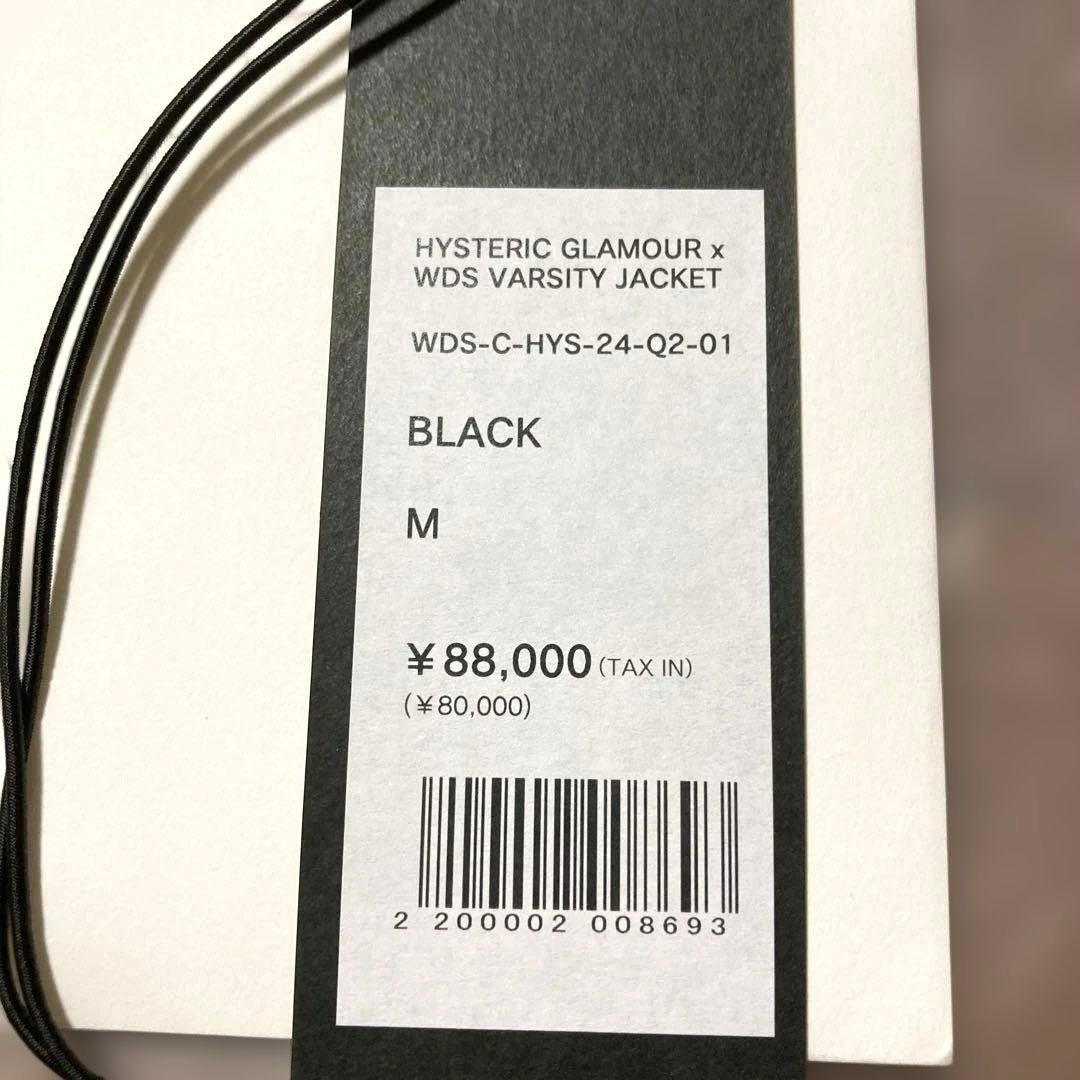 HYSTERIC GLAMOUR x
WDS VARSITY JACKET
WDS-C-HYS-24-Q2-01
BLACK
M
¥88,000 (TAX IN)
(¥80,000)
2 200002 008693